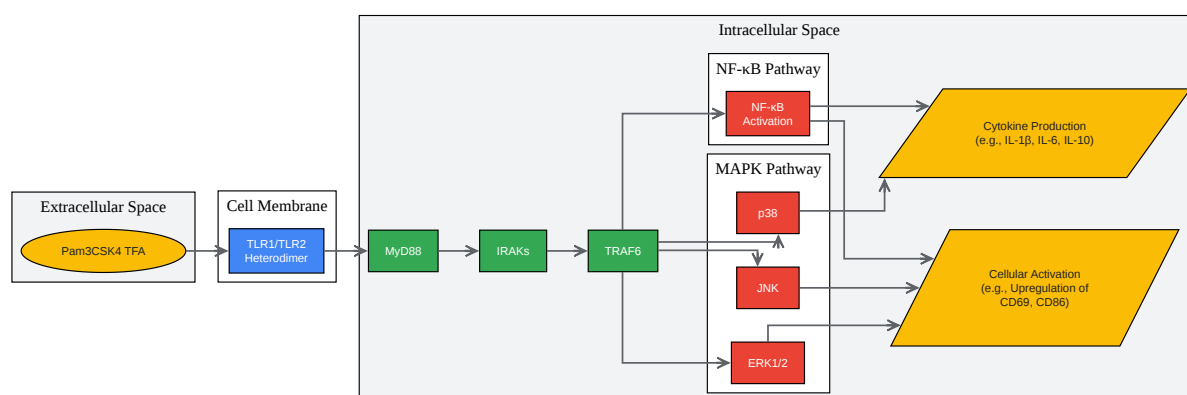 Intracellular Space
NF-κB Pathway
NF-κB
Activation
Cytokine Production
(e.g., IL-1β, IL-6, IL-10)
MAPK Pathway
Extracellular Space
Cell Membrane
p38
Pam3CSK4 TFA
TLR1/TLR2
Heterodimer
MyD88
IRAKs
TRAF6
JNK
Cellular Activation
(e.g., Upregulation of
CD69, CD86)
ERK1/2